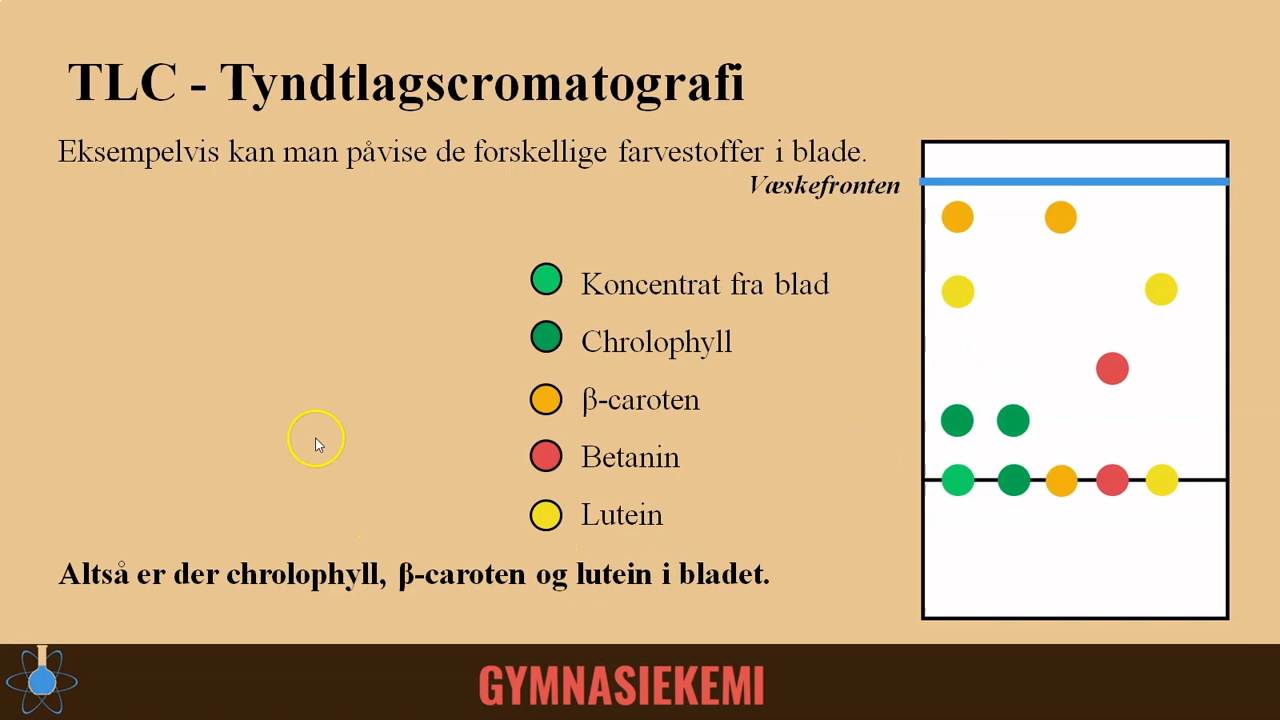 TLC - Tyndtlagscromatografi
Eksempelvis kan man påvise de forskellige farvestoffer i blade.
Væskefronten
Koncentrat fra blad
Chrolophyll
β-caroten
Betanin
Lutein
Altså er der chrolophyll, β-caroten og lutein i bladet.
GYMNASIEKEMI